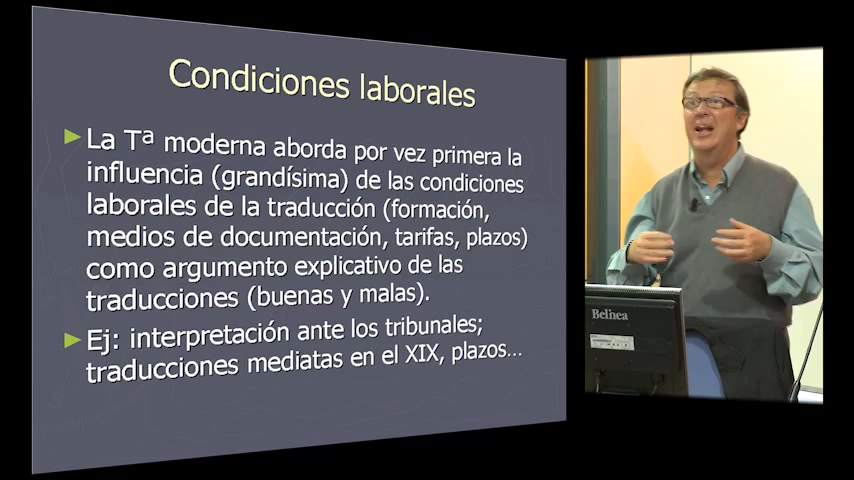 Condiciones laborales
La Tª moderna aborda por vez primera la
influencia (grandísima) de las condiciones
laborales de la traducción (formación,
medios de documentación, tarifas, plazos)
como argumento explicativo de las
traducciones (buenas y malas).
Ej: interpretación ante los tribunales;
traducciones mediatas en el XIX, plazos...
Belinea